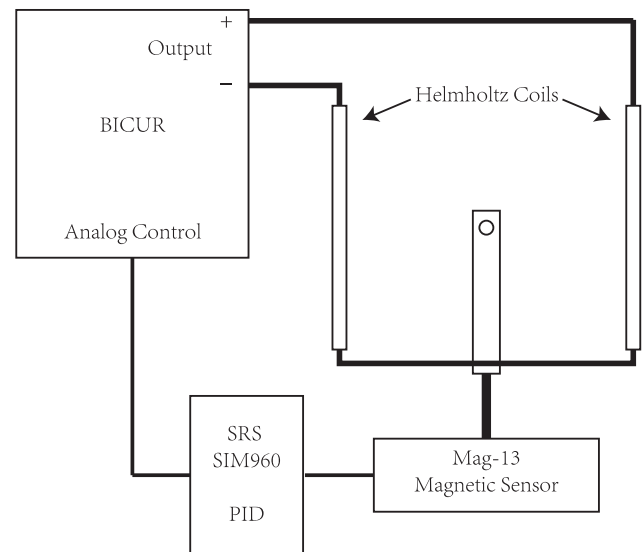 +
Output
−
BICUR
Analog Control
Helmholtz Coils
SRS
SIM960
PID
Mag-13
Magnetic Sensor